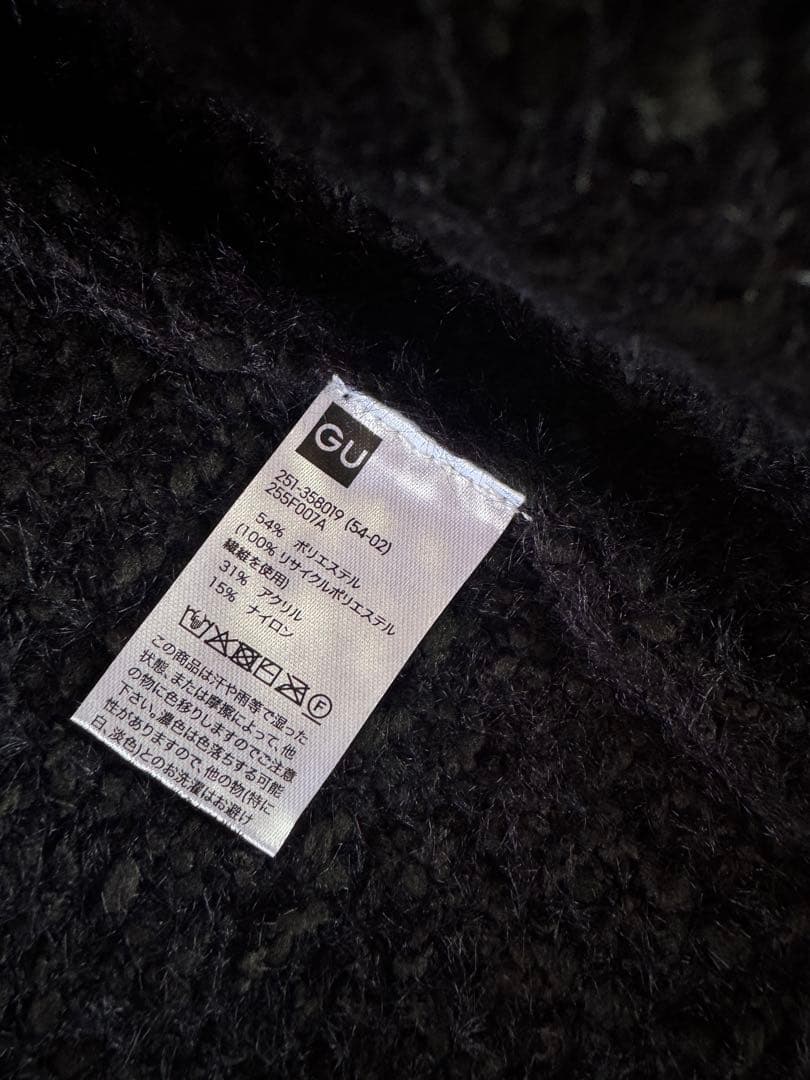 GU
251-358019 (54-02)
255F007A
54% ポリエステル
(100% リサイクルポリエステル
繊維を使用)
31% アクリル
15% ナイロン
F
この商品は汗や雨等で湿った
状態、または摩擦によって、他
の物に色移りしますのでご注意
下さい。濃色は色落ちする可能
性がありますので、他の物(特に
白、淡色)とのお洗濯はお避け